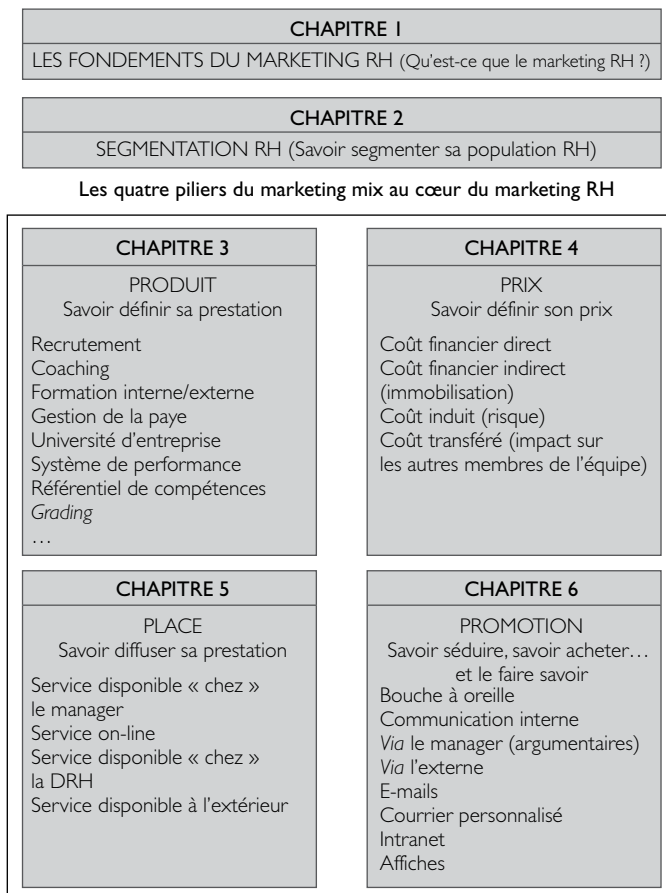 CHAPITRE 1
LES FONDEMENTS DU MARKETING RH (Qu'est-ce que le marketing RH ?)
CHAPITRE 2
SEGMENTATION RH (Savoir segmenter sa population RH)
Les quatre piliers du marketing mix au cœur du marketing RH
CHAPITRE 3
PRODUIT
Savoir définir sa prestation
Recrutement
Coaching
Formation interne/externe
Gestion de la paye
Université d'entreprise
Système de performance
Référentiel de compétences
Grading
…
CHAPITRE 4
PRIX
Savoir définir son prix
Coût financier direct
Coût financier indirect
(immobilisation)
Coût induit (risque)
Coût transféré (impact sur
les autres membres de l'équipe)
CHAPITRE 5
PLACE
Savoir diffuser sa prestation
Service disponible « chez »
le manager
Service on-line
Service disponible « chez »
la DRH
Service disponible à l'extérieur
CHAPITRE 6
PROMOTION
Savoir séduire, savoir acheter…
et le faire savoir
Bouche à oreille
Communication interne
Via le manager (argumentaires)
Via l'externe
E-mails
Courrier personnalisé
Intranet
Affiches